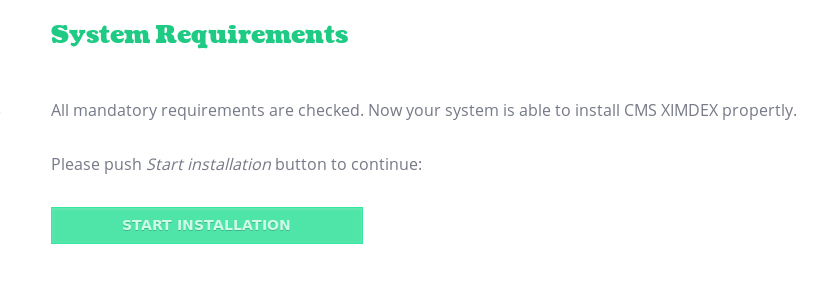 System Requirements
All mandatory requirements are checked. Now your system is able to install CMS XIMDEX propertly.
Please push Start installation button to continue:
START INSTALLATION